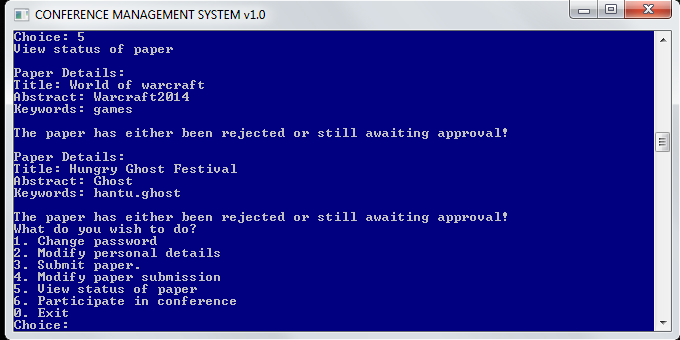 CONFERENCE MANAGEMENT SYSTEM v1.0
Choice: 5
View status of paper
Paper Details:
Title: World of warcraft
Abstract: Warcraft2014
Keywords: games
The paper has either been rejected or still awaiting approval!
Paper Details:
Title: Hungry Ghost Festival
Abstract: Ghost
Keywords: hantu.ghost
The paper has either been rejected or still awaiting approval!
What do you wish to do?
1. Change password
2. Modify personal details
3. Submit paper.
4. Modify paper submission
5. View status of paper
6. Participate in conference
0. Exit
Choice: